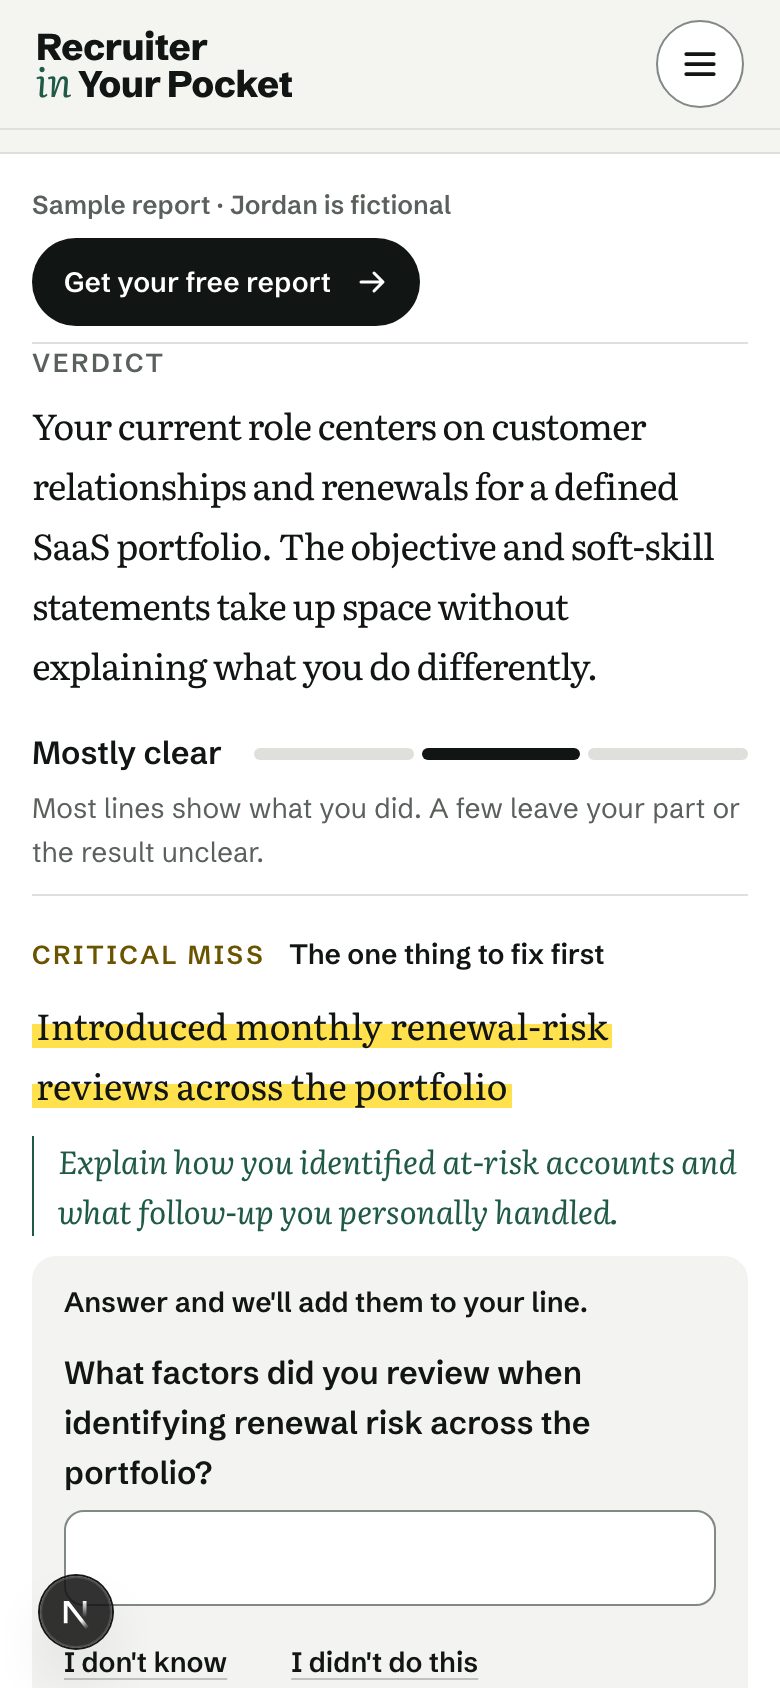 Recruiter
in Your Pocket
Sample report · Jordan is fictional
Get your free report →
VERDICT
Your current role centers on customer
relationships and renewals for a defined
SaaS portfolio. The objective and soft-skill
statements take up space without
explaining what you do differently.
Mostly clear
Most lines show what you did. A few leave your part or
the result unclear.
CRITICAL MISS The one thing to fix first
Introduced monthly renewal-risk
reviews across the portfolio
Explain how you identified at-risk accounts and
what follow-up you personally handled.
Answer and we'll add them to your line.
What factors did you review when
identifying renewal risk across the
portfolio?
N
I don't know I didn't do this